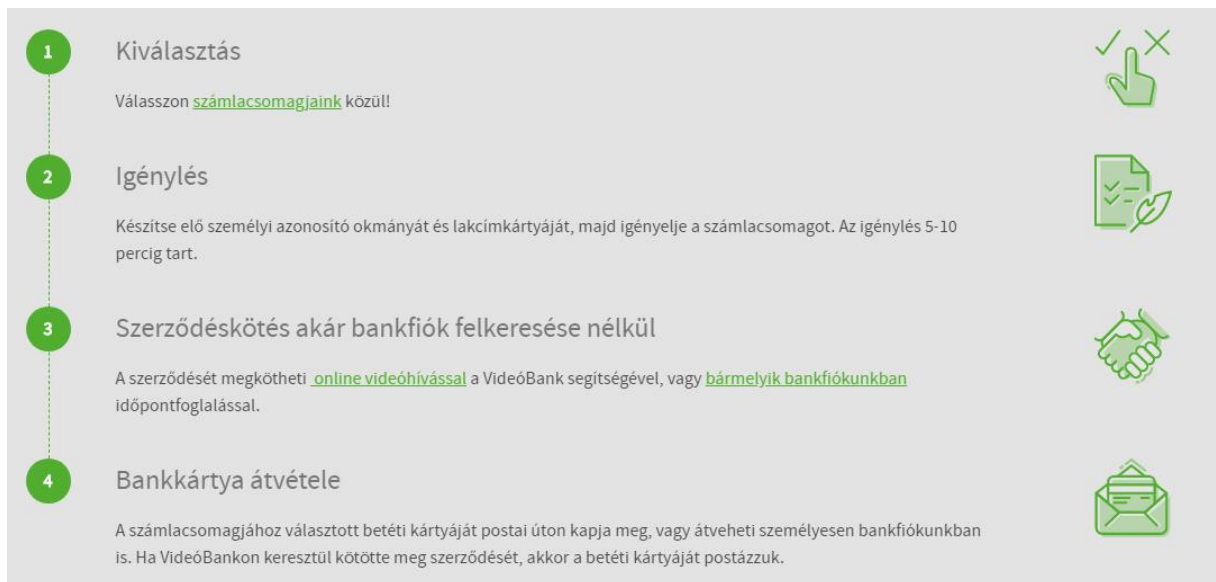 1
Kiválasztás
Válasszon számlacsomagjaink közül!
2
Igénylés
Készítse elő személyi azonosító okmányát és lakcímkártyáját, majd igényelje a számlacsomagot. Az igénylés 5-10
percig tart.
3
Szerződéskötés akár bankfiók felkeresése nélkül
A szerződését megkötheti online videóhívással a VideóBank segítségével, vagy bármelyik bankfiókunkban
időpontfoglalással.
4
Bankkártya átvétele
A számlacsomagjához választott betéti kártyáját postai úton kapja meg, vagy átveheti személyesen bankfiókunkban
is. Ha VideóBankon keresztül kötötte meg szerződését, akkor a betéti kártyáját postázzuk.